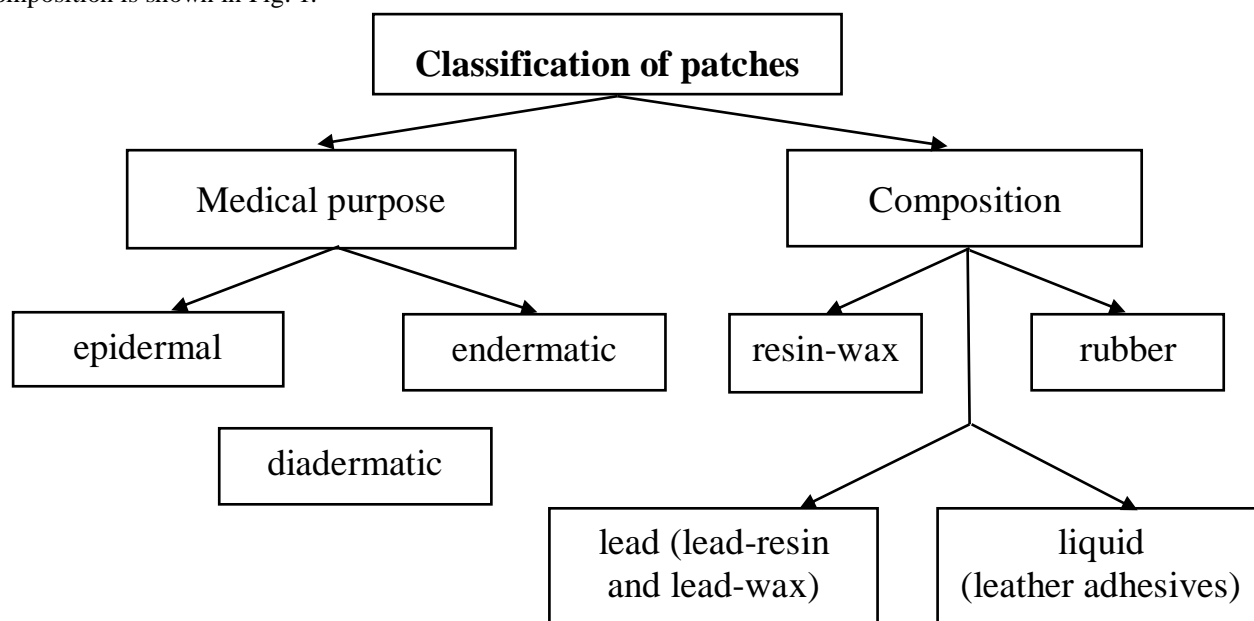 omposition is shown in Fig. 1.
Classification of patches
Medical purpose
Composition
epidermal
endermatic
resin-wax
rubber
diadermatic
lead (lead-resin
and lead-wax)
liquid
(leather adhesives)